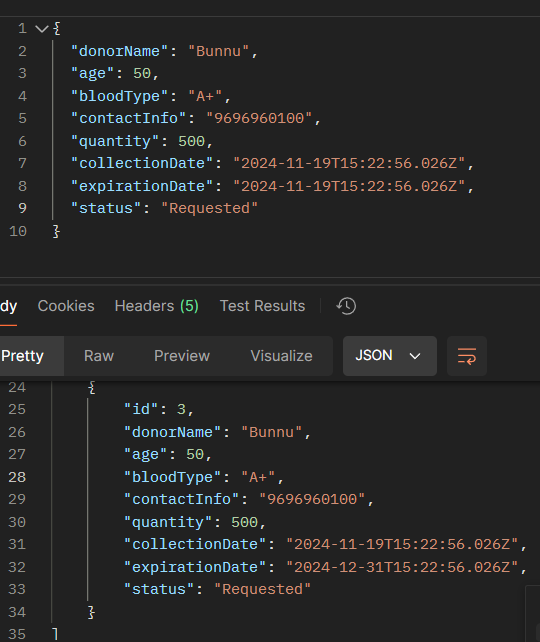 1 {
2 "donorName": "Bunnu",
3 "age": 50,
4 "bloodType": "A+",
5 "contactInfo": "9696960100",
6 "quantity": 500,
7 "collectionDate": "2024-11-19T15:22:56.026Z",
8 "expirationDate": "2024-11-19T15:22:56.026Z",
9 "status": "Requested"
10 }
dy Cookies Headers (5) Test Results
Pretty Raw Preview Visualize JSON
24 {
25 "id": 3,
26 "donorName": "Bunnu",
27 "age": 50,
28 "bloodType": "A+",
29 "contactInfo": "9696960100",
30 "quantity": 500,
31 "collectionDate": "2024-11-19T15:22:56.026Z",
32 "expirationDate": "2024-12-31T15:22:56.026Z",
33 "status": "Requested"
34 }
35 ]